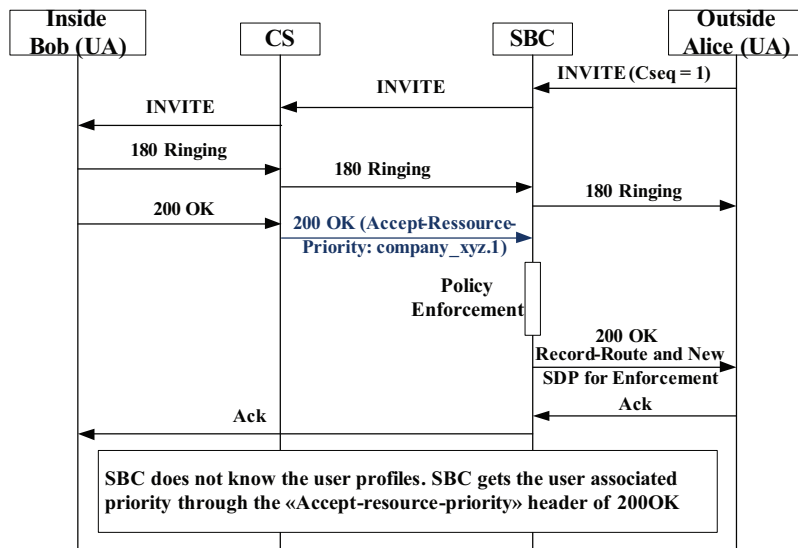 Inside
Bob (UA)
CS
SBC
Outside
Alice (UA)
INVITE (Cseq = 1)
INVITE
INVITE
180 Ringing
180 Ringing
180 Ringing
200 OK
200 OK (Accept-Ressource-
Priority: company_xyz.1)
Policy
Enforcement
200 OK
Record-Route and New
SDP for Enforcement
Ack
Ack
SBC does not know the user profiles. SBC gets the user associated
priority through the «Accept-resource-priority» header of 200OK